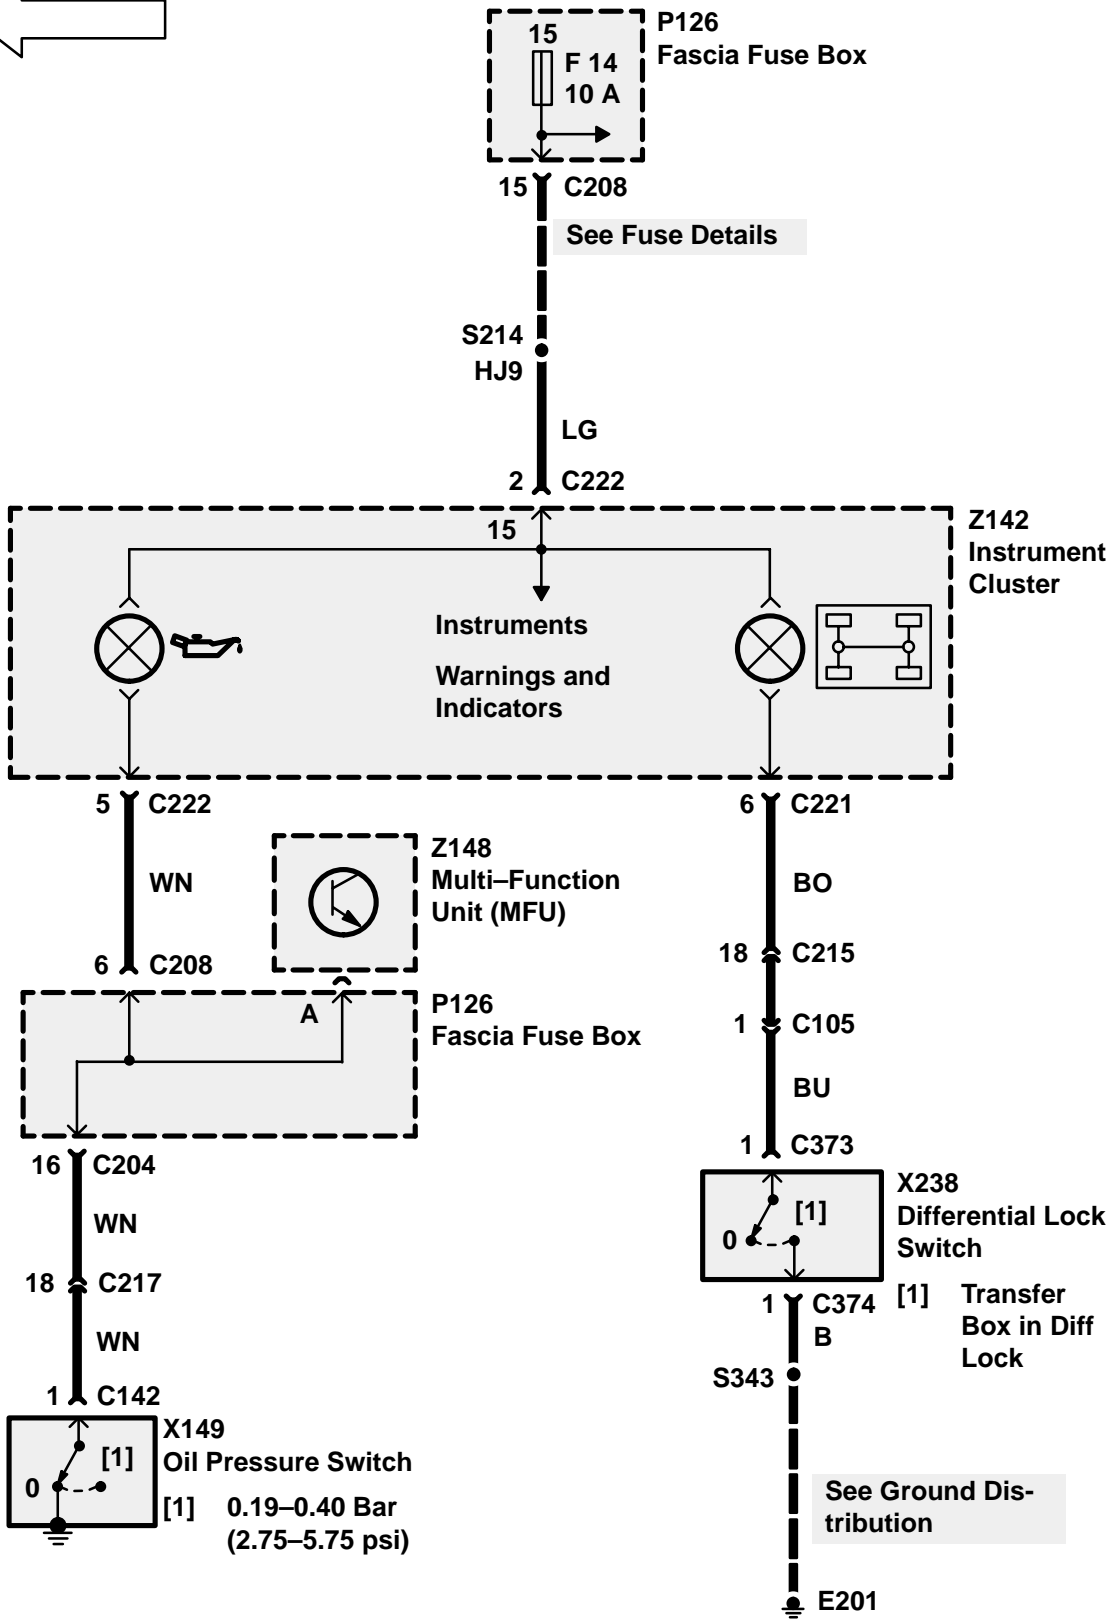 P126
15
Fascia Fuse Box
F 14
10 A
15 C208
See Fuse Details
S214
HJ9
LG
2 C222
Z142
15
Instrument
Cluster
Instruments
Warnings and
Indicators
5 C222
6 C221
Z148
WN
Multi–Function
BO
Unit (MFU)
18 C215
6 C208
P126
A
1 C105
Fascia Fuse Box
BU
1 C373
16 C204
X238
[1]
Differential Lock
WN
0
Switch
18 C217
[1] Transfer
1 C374
Box in Diff
B
WN
Lock
S343
1 C142
X149
[1]
Oil Pressure Switch
0
[1] 0.19–0.40 Bar
(2.75–5.75 psi)
See Ground Dis-
tribution
E201